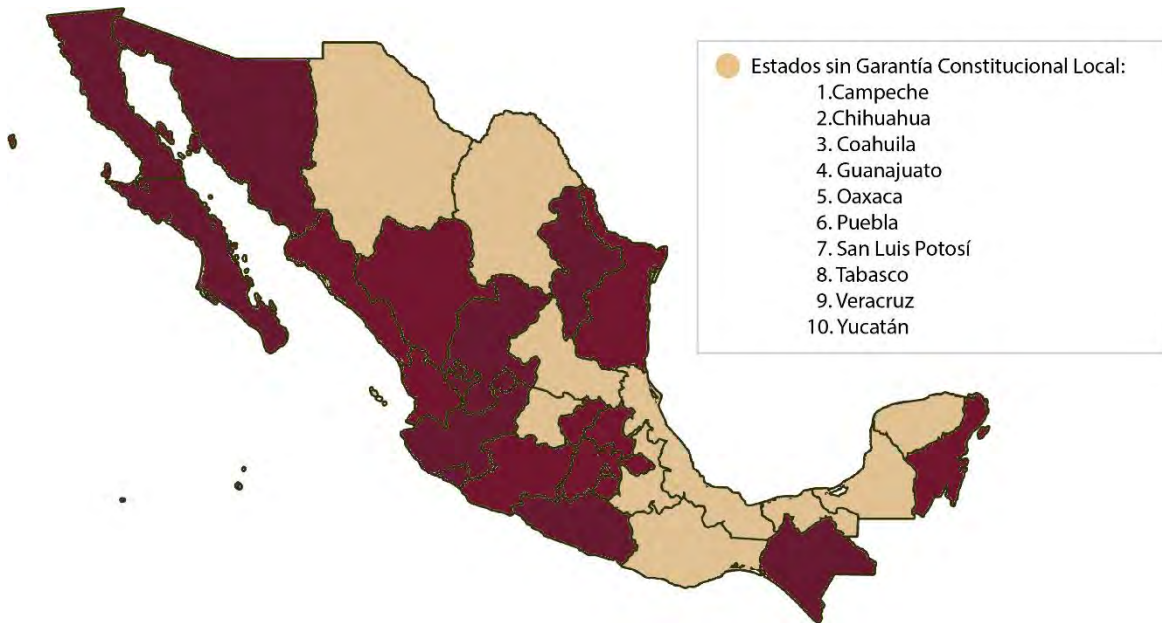 Estados sin Garantía Constitucional Local:
1.Campeche
2.Chihuahua
3. Coahuila
4. Guanajuato
5. Oaxaca
6. Puebla
7. San Luis Potosí
8. Tabasco
9. Veracruz
10. Yucatán